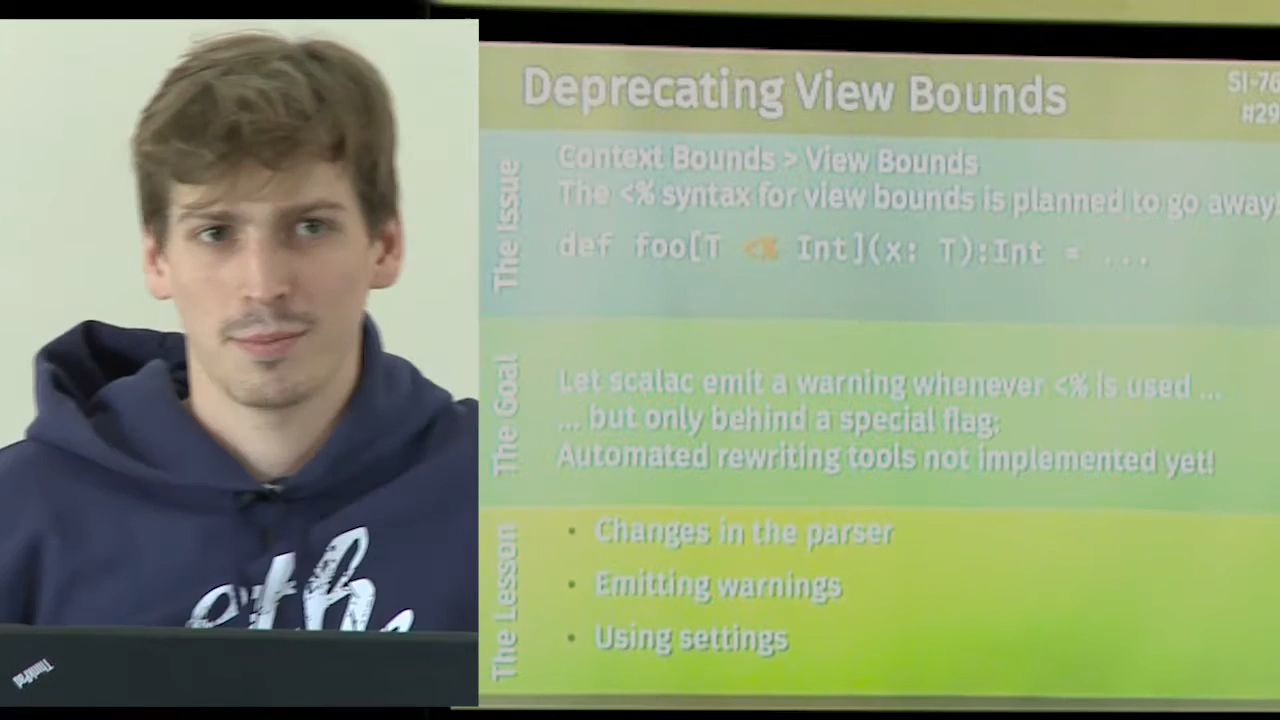 Deprecating View Bounds
SI-76
#29
The Issue
Context Bounds > View Bounds
The <% syntax for view bounds is planned to go away!
def foo[T <% Int](x: T):Int = ...
The Goal
Let scalac emit a warning whenever <% is used ...
... but only behind a special flag;
Automated rewriting tools not implemented yet!
The Lesson
• Changes in the parser
• Emitting warnings
• Using settings
eth
ThinkPad